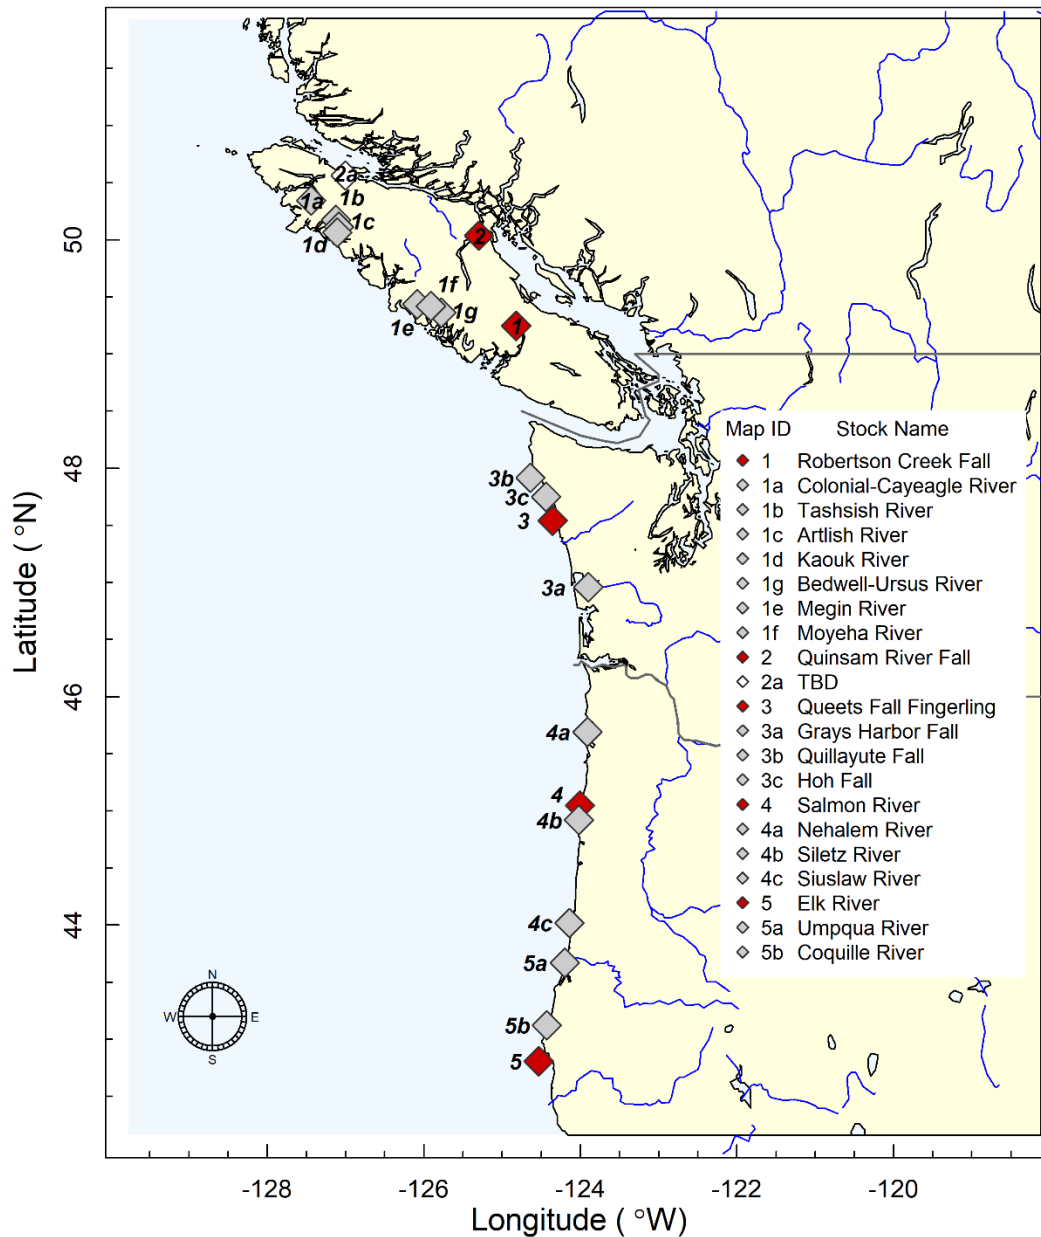 2a
1a
1b
1c
1d
50
2
1f
1g
1e
1
Map ID Stock Name
1 Robertson Creek Fall
1a Colonial-Cayeagle River
1b Tashsish River
1c Artlish River
1d Kaouk River
1g Bedwell-Ursus River
1e Megin River
1f Moyeha River
2 Quinsam River Fall
2a TBD
3 Queets Fall Fingerling
3a Grays Harbor Fall
3b Quillayute Fall
3c Hoh Fall
4 Salmon River
4a Nehalem River
4b Siletz River
4c Siuslaw River
5 Elk River
5a Umpqua River
5b Coquille River
48
3b
3c
3
3a
Latitude ( °N)
46
4a
4
4b
44
4c
5a
5b
5
N
W E
S
-128 -126 -124 -122 -120
Longitude ( °W)